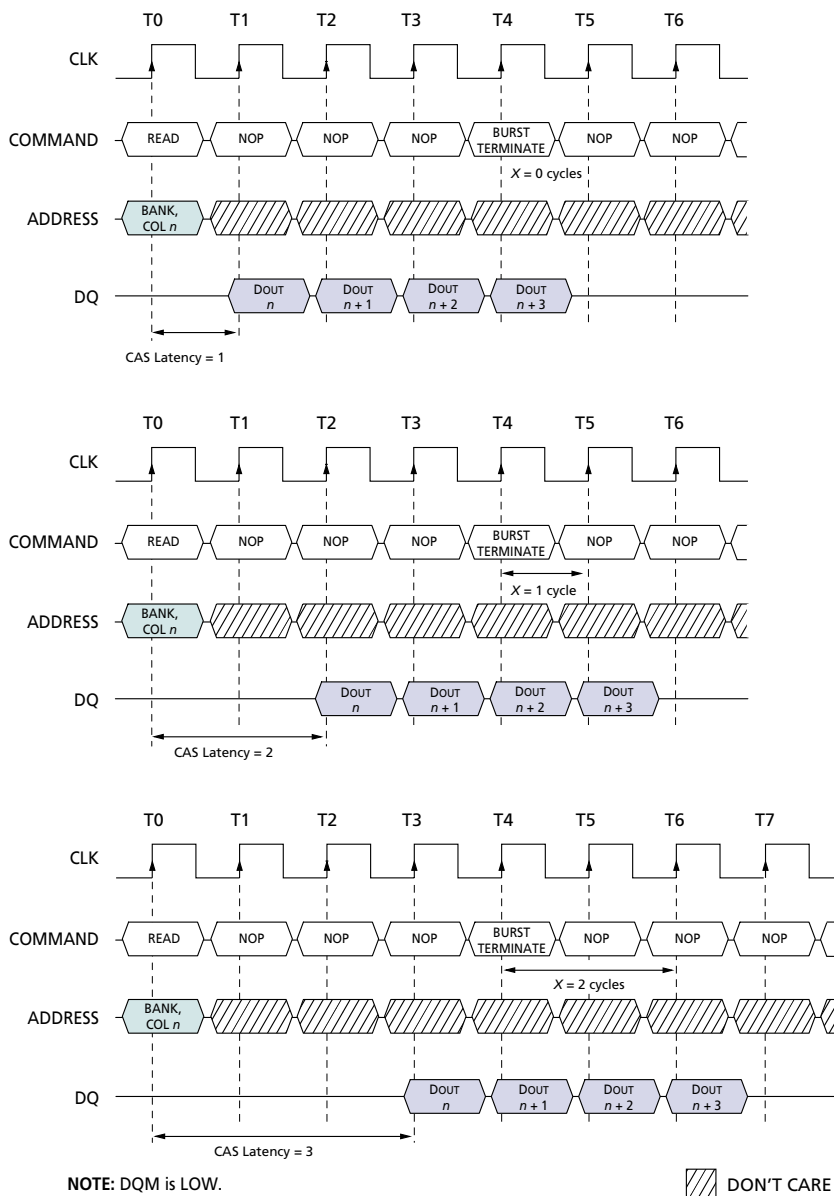 T0 T1 T2 T3 T4 T5 T6
CLK
COMMAND READ NOP NOP NOP BURST TERMINATE NOP NOP
X = 0 cycles
ADDRESS BANK, COL n
DQ DOUT n DOUT n + 1 DOUT n + 2 DOUT n + 3
CAS Latency = 1
T0 T1 T2 T3 T4 T5 T6
CLK
COMMAND READ NOP NOP NOP BURST TERMINATE NOP NOP
X = 1 cycle
ADDRESS BANK, COL n
DQ DOUT n DOUT n + 1 DOUT n + 2 DOUT n + 3
CAS Latency = 2
T0 T1 T2 T3 T4 T5 T6 T7
CLK
COMMAND READ NOP NOP NOP BURST TERMINATE NOP NOP NOP
X = 2 cycles
ADDRESS BANK, COL n
DQ DOUT n DOUT n + 1 DOUT n + 2 DOUT n + 3
CAS Latency = 3
NOTE: DQM is LOW. DON'T CARE